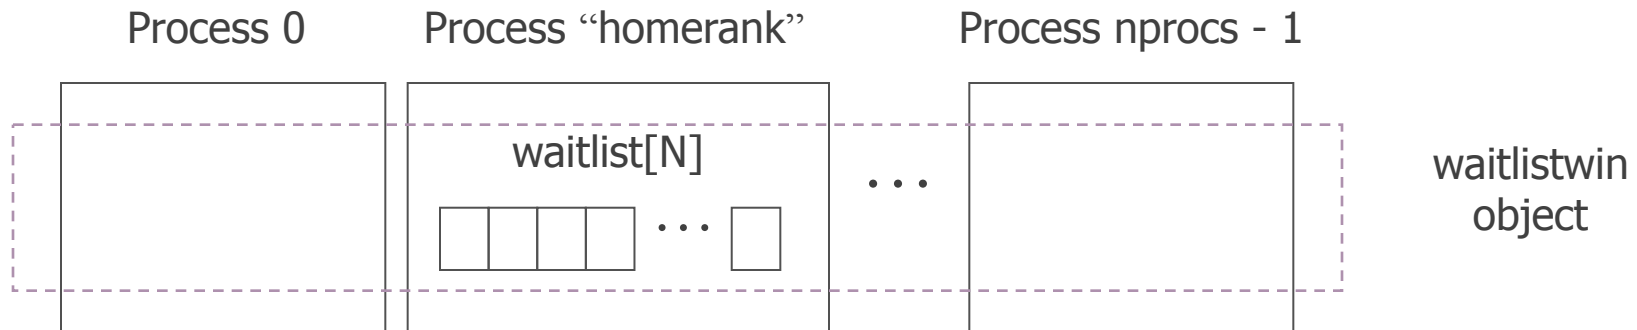 Process 0
Process “homerank”
Process nprocs - 1
waitlist[N]
...
waitlistwin
object
...